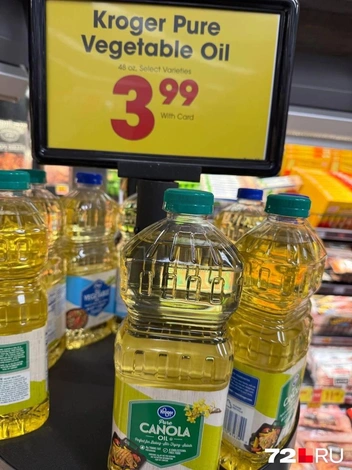 Kroger Pure
Vegetable Oil
48 oz, Select Varieties
3.99
With Card
Kroger
Pure
CANOLA
OIL
72.RU